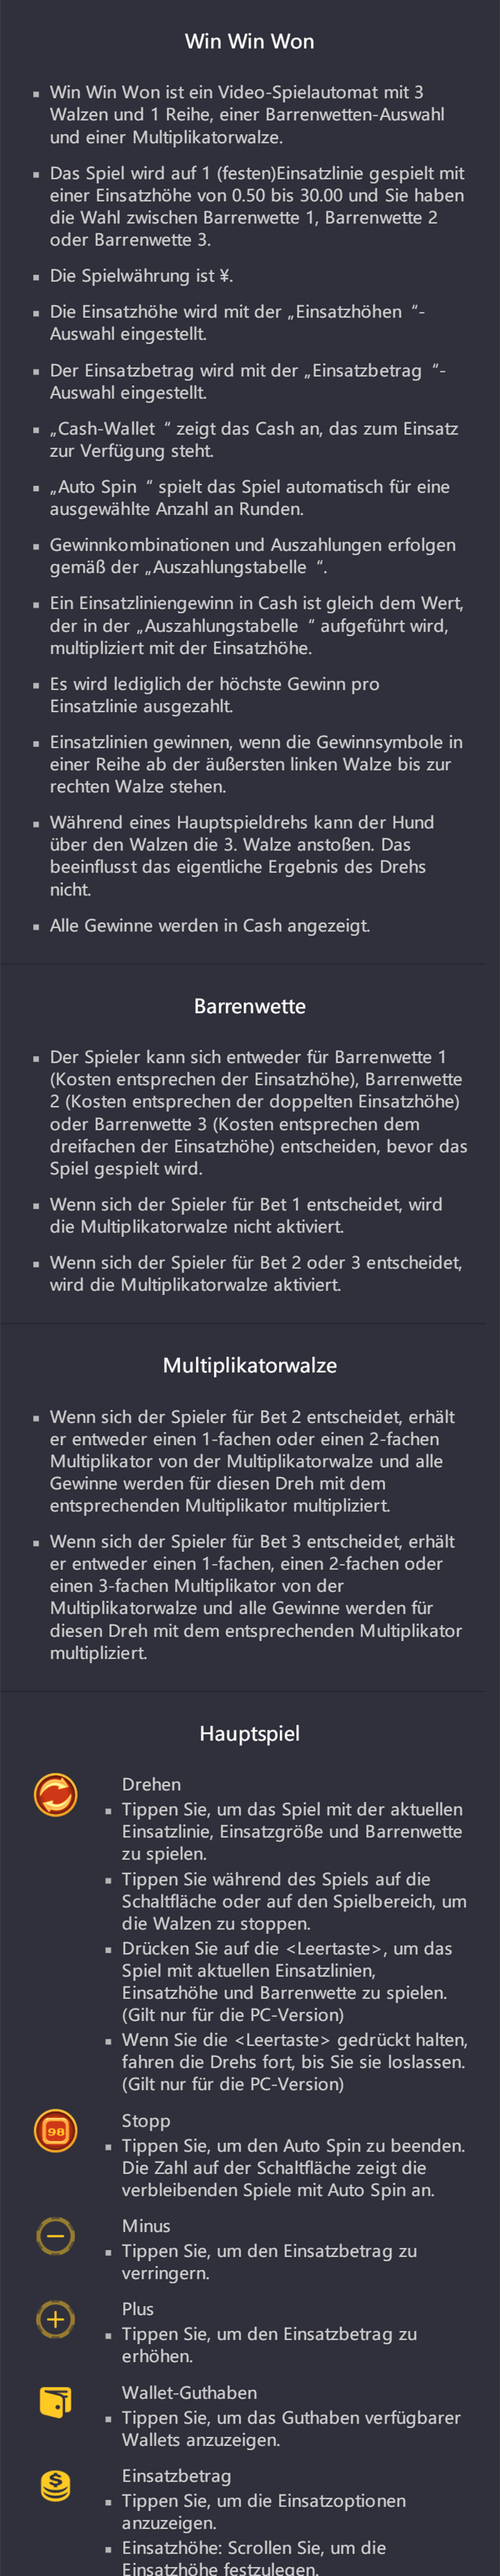 Win Win Won
▪ Win Win Won ist ein Video-Spielautomat mit 3
Walzen und 1 Reihe, einer Barrenwetten-Auswahl
und einer Multiplikatorwalze.
▪ Das Spiel wird auf 1 (festen)Einsatzlinie gespielt mit
einer Einsatzhöhe von 0.50 bis 30.00 und Sie haben
die Wahl zwischen Barrenwette 1, Barrenwette 2
oder Barrenwette 3.
▪ Die Spielwährung ist ¥.
▪ Die Einsatzhöhe wird mit der „Einsatzhöhen “-
Auswahl eingestellt.
▪ Der Einsatzbetrag wird mit der „Einsatzbetrag “-
Auswahl eingestellt.
▪ „Cash-Wallet “ zeigt das Cash an, das zum Einsatz
zur Verfügung steht.
▪ „Auto Spin “ spielt das Spiel automatisch für eine
ausgewählte Anzahl an Runden.
▪ Gewinnkombinationen und Auszahlungen erfolgen
gemäß der „Auszahlungstabelle “.
▪ Ein Einsatzliniengewinn in Cash ist gleich dem Wert,
der in der „Auszahlungstabelle “ aufgeführt wird,
multipliziert mit der Einsatzhöhe.
▪ Es wird lediglich der höchste Gewinn pro
Einsatzlinie ausgezahlt.
▪ Einsatzlinien gewinnen, wenn die Gewinnsymbole in
einer Reihe ab der äußersten linken Walze bis zur
rechten Walze stehen.
▪ Während eines Hauptspieldrehs kann der Hund
über den Walzen die 3. Walze anstoßen. Das
beeinflusst das eigentliche Ergebnis des Drehs
nicht.
▪ Alle Gewinne werden in Cash angezeigt.
Barrenwette
▪ Der Spieler kann sich entweder für Barrenwette 1
(Kosten entsprechen der Einsatzhöhe), Barrenwette
2 (Kosten entsprechen der doppelten Einsatzhöhe)
oder Barrenwette 3 (Kosten entsprechen dem
dreifachen der Einsatzhöhe) entscheiden, bevor das
Spiel gespielt wird.
▪ Wenn sich der Spieler für Bet 1 entscheidet, wird
die Multiplikatorwalze nicht aktiviert.
▪ Wenn sich der Spieler für Bet 2 oder 3 entscheidet,
wird die Multiplikatorwalze aktiviert.
Multiplikatorwalze
▪ Wenn sich der Spieler für Bet 2 entscheidet, erhält
er entweder einen 1-fachen oder einen 2-fachen
Multiplikator von der Multiplikatorwalze und alle
Gewinne werden für diesen Dreh mit dem
entsprechenden Multiplikator multipliziert.
▪ Wenn sich der Spieler für Bet 3 entscheidet, erhält
er entweder einen 1-fachen, einen 2-fachen oder
einen 3-fachen Multiplikator von der
Multiplikatorwalze und alle Gewinne werden für
diesen Dreh mit dem entsprechenden Multiplikator
multipliziert.
Hauptspiel
Drehen
▪ Tippen Sie, um das Spiel mit der aktuellen
Einsatzlinie, Einsatzgröße und Barrenwette
zu spielen.
▪ Tippen Sie während des Spiels auf die
Schaltfläche oder auf den Spielbereich, um
die Walzen zu stoppen.
▪ Drücken Sie auf die <Leertaste>, um das
Spiel mit aktuellen Einsatzlinien,
Einsatzhöhe und Barrenwette zu spielen.
(Gilt nur für die PC-Version)
▪ Wenn Sie die <Leertaste> gedrückt halten,
fahren die Drehs fort, bis Sie sie loslassen.
(Gilt nur für die PC-Version)
98
Stopp
▪ Tippen Sie, um den Auto Spin zu beenden.
Die Zahl auf der Schaltfläche zeigt die
verbleibenden Spiele mit Auto Spin an.
Minus
▪ Tippen Sie, um den Einsatzbetrag zu
verringern.
Plus
▪ Tippen Sie, um den Einsatzbetrag zu
erhöhen.
Wallet-Guthaben
▪ Tippen Sie, um das Guthaben verfügbarer
Wallets anzuzeigen.
$
Einsatzbetrag
▪ Tippen Sie, um die Einsatzoptionen
anzuzeigen.
▪ Einsatzhöhe: Scrollen Sie, um die
Einsatzhöhe festzulegen.